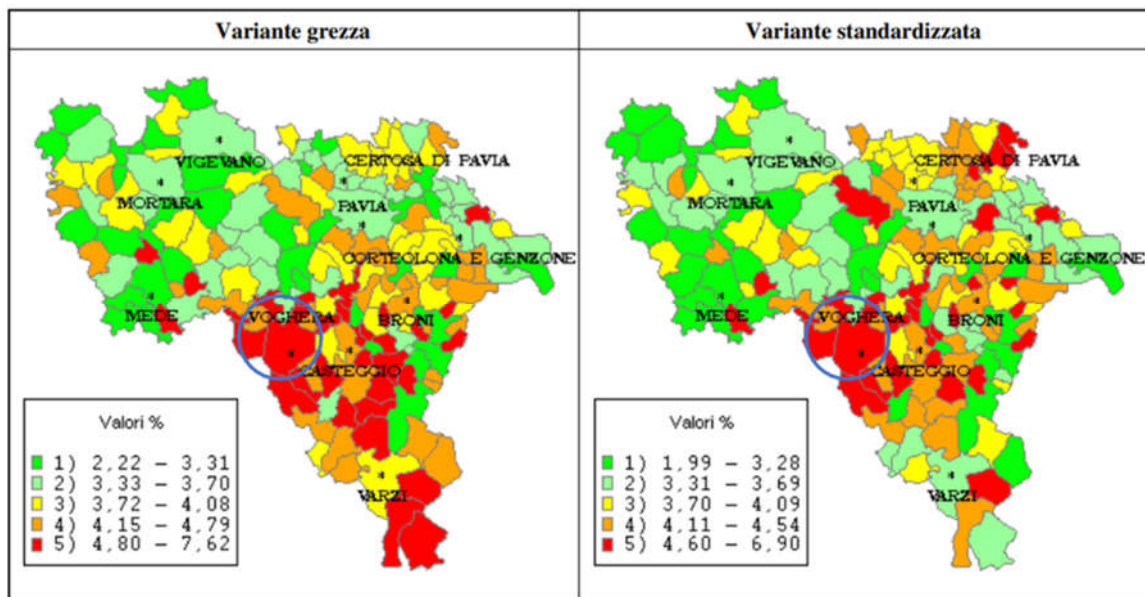 Variante grezza
Variante standardizzata
VIGEVANO
CERTOSA DI PAVIA
MORTARA
PAVIA
CORTEOLONA E GENZONE
MEDE
VOGHERA
BRONI
CASTEGGIO
VARZI
Valori %
1) 2,22 – 3,31
2) 3,33 – 3,70
3) 3,72 – 4,08
4) 4,15 – 4,79
5) 4,80 – 7,62
VIGEVANO
CERTOSA DI PAVIA
MORTARA
PAVIA
CORTEOLONA E GENZONE
MEDE
VOGHERA
BRONI
CASTEGGIO
VARZI
Valori %
1) 1,99 – 3,28
2) 3,31 – 3,69
3) 3,70 – 4,09
4) 4,11 – 4,54
5) 4,60 – 6,90